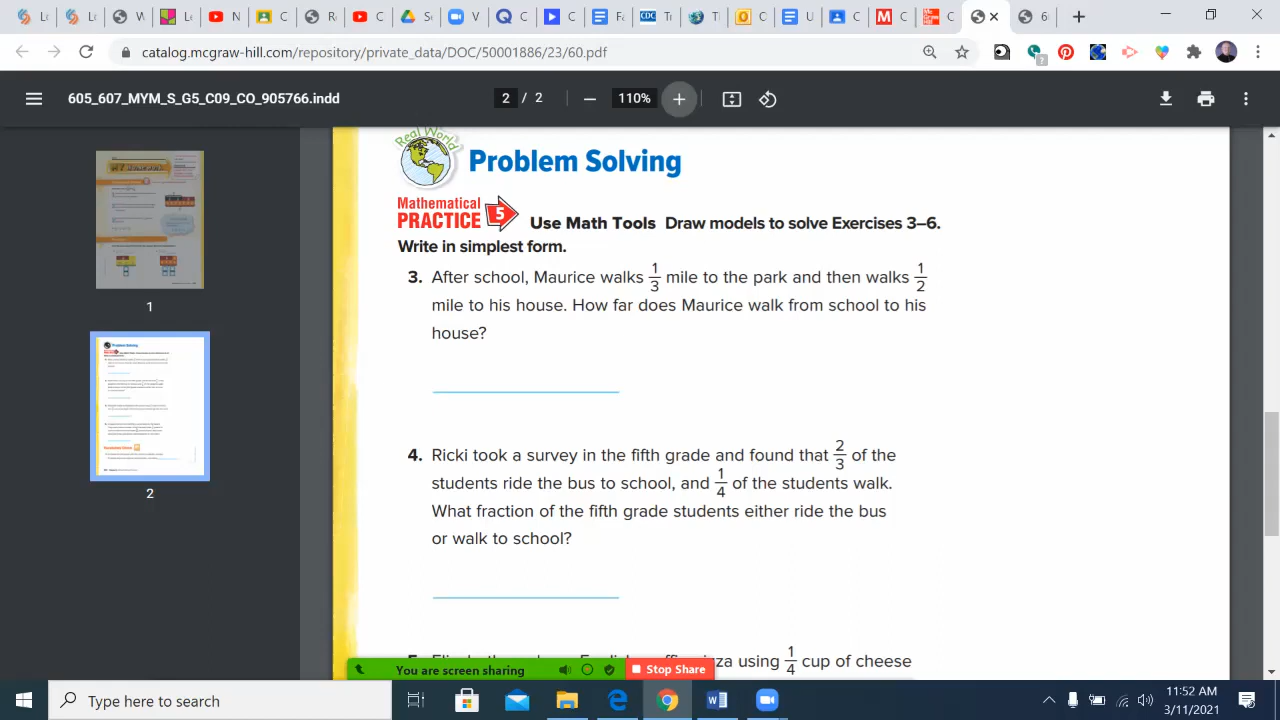 L
L
W
L
N
C
R
C
S
V
C
C
F
Tr
T
C
U
C
C
C
6
catalog.mcgraw-hill.com/repository/private_data/DOC/50001886/23/60.pdf
605_607_MYM_S_G5_C09_CO_905766.indd
2 / 2
110%
Real World
Problem Solving
Mathematical
PRACTICE 5
Use Math Tools Draw models to solve Exercises 3–6.
Write in simplest form.
3. After school, Maurice walks 1/3 mile to the park and then walks 1/2
mile to his house. How far does Maurice walk from school to his
house?
4. Ricki took a survey in the fifth grade and found that 2/3 of the
students ride the bus to school, and 1/4 of the students walk.
What fraction of the fifth grade students either ride the bus
or walk to school?
using 1/4 cup of cheese
1
Problem Solving
2
You are screen sharing
Stop Share
Type here to search
11:52 AM
3/11/2021